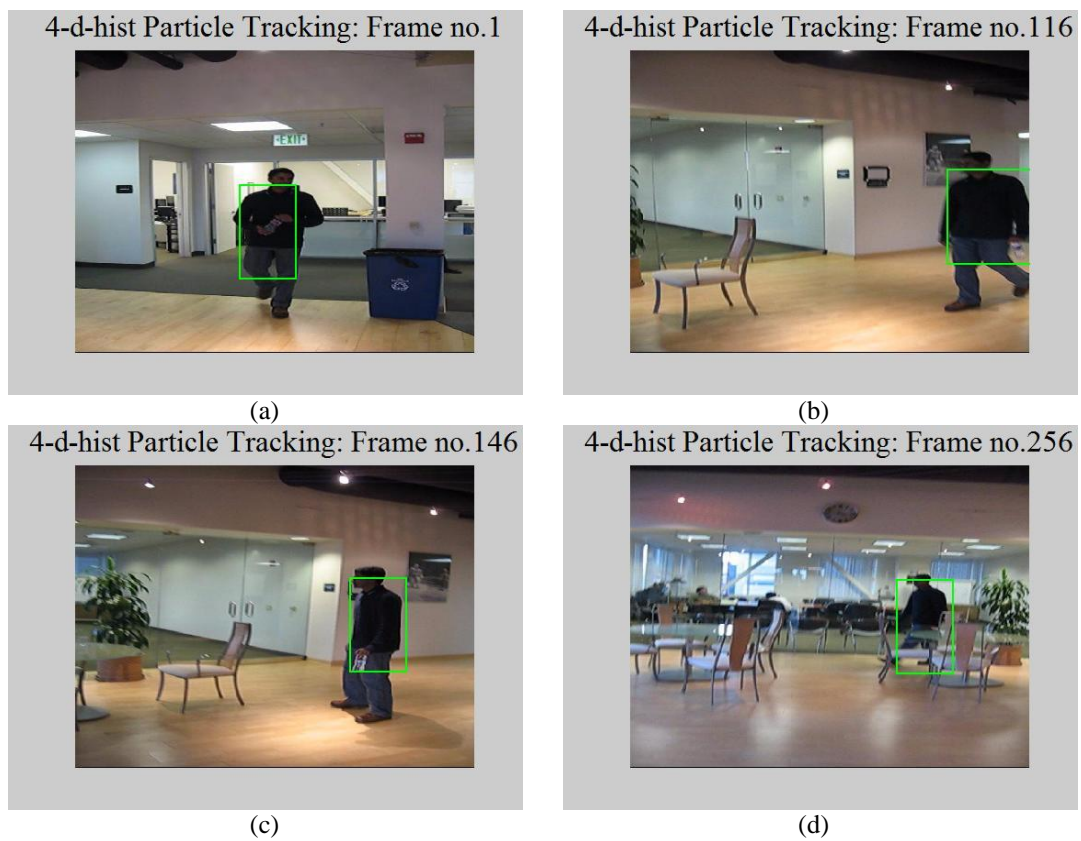 4-d-hist Particle Tracking: Frame no.1
4-d-hist Particle Tracking: Frame no.116
EXIT
(a)
(b)
4-d-hist Particle Tracking: Frame no.146
4-d-hist Particle Tracking: Frame no.256
(c)
(d)